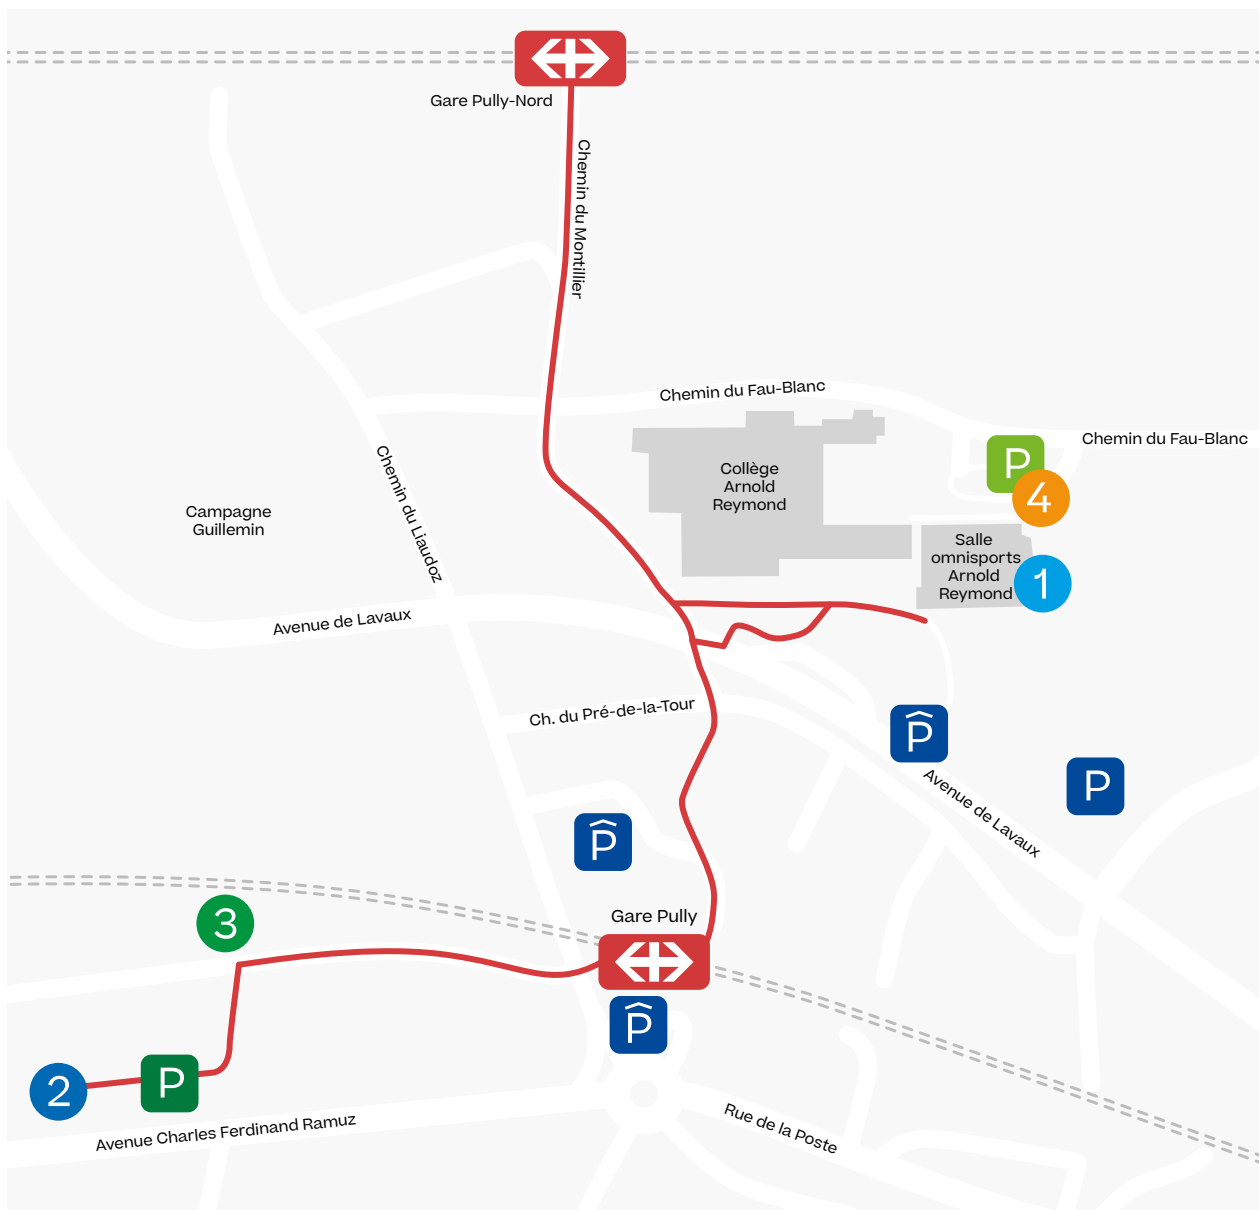 Gare Pully-Nord
Chemin du Montillier
Chemin du Fau-Blanc
Chemin du Fau-Blanc
P
4
Collège
Arnold
Reymond
Chemin du Liaudoz
Campagne
Guillemin
Salle
omnisports
Arnold
Reymond
1
Avenue de Lavaux
Ch. du Pré-de-la-Tour
P
Avenue de Lavaux
P
P
3
Gare Pully
P
2
P
Avenue Charles Ferdinand Ramuz
Rue de la Poste